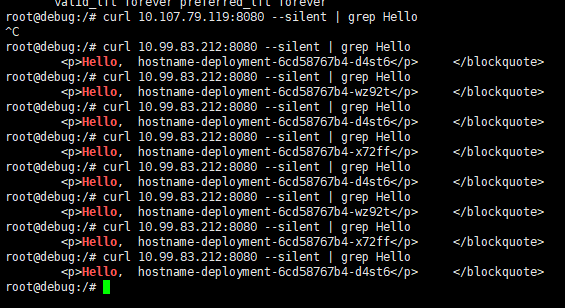 valid_lft forever preferred_lft forever
root@debug:/# curl 10.107.79.119:8080 --silent | grep Hello
^C
root@debug:/# curl 10.99.83.212:8080 --silent | grep Hello
<p>Hello,  hostname-deployment-6cd58767b4-d4st6</p>     </blockquote>
root@debug:/# curl 10.99.83.212:8080 --silent | grep Hello
<p>Hello,  hostname-deployment-6cd58767b4-wz92t</p>     </blockquote>
root@debug:/# curl 10.99.83.212:8080 --silent | grep Hello
<p>Hello,  hostname-deployment-6cd58767b4-d4st6</p>     </blockquote>
root@debug:/# curl 10.99.83.212:8080 --silent | grep Hello
<p>Hello,  hostname-deployment-6cd58767b4-x72ff</p>     </blockquote>
root@debug:/# curl 10.99.83.212:8080 --silent | grep Hello
<p>Hello,  hostname-deployment-6cd58767b4-d4st6</p>     </blockquote>
root@debug:/# curl 10.99.83.212:8080 --silent | grep Hello
<p>Hello,  hostname-deployment-6cd58767b4-wz92t</p>     </blockquote>
root@debug:/# curl 10.99.83.212:8080 --silent | grep Hello
<p>Hello,  hostname-deployment-6cd58767b4-x72ff</p>     </blockquote>
root@debug:/# curl 10.99.83.212:8080 --silent | grep Hello
<p>Hello,  hostname-deployment-6cd58767b4-d4st6</p>     </blockquote>
root@debug:/#